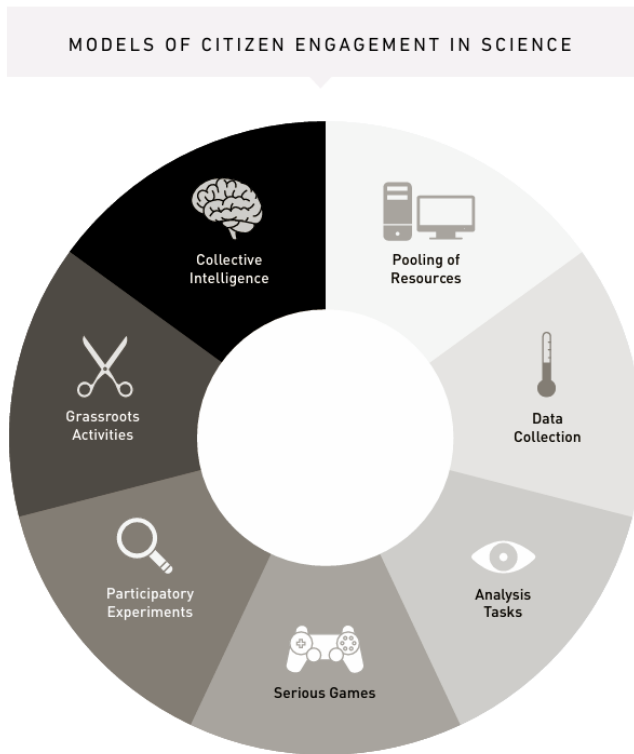 MODELS OF CITIZEN ENGAGEMENT IN SCIENCE
Collective
Intelligence
Pooling of
Resources
Grassroots
Activities
Data
Collection
Participatory
Experiments
Analysis
Tasks
Serious Games